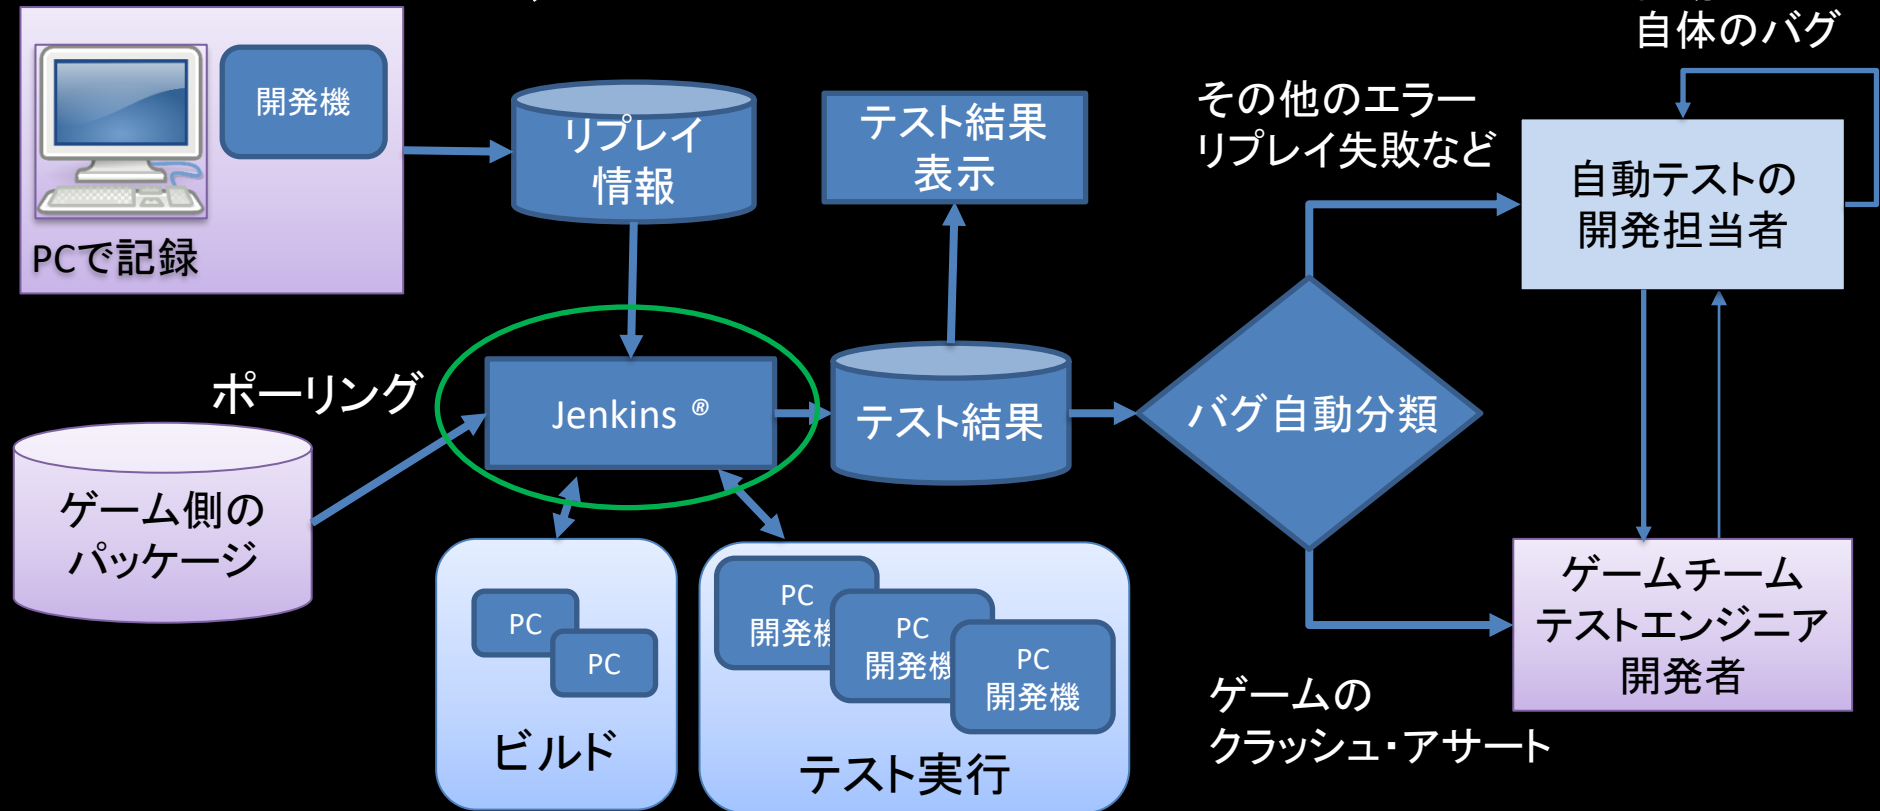 開発機
PCで記録
リプレイ
情報
テスト結果
表示
その他のエラー
リプレイ失敗など
自体のバグ
自動テストの
開発担当者
ポーリング
Jenkins ®
テスト結果
バグ自動分類
ゲーム側の
パッケージ
PC
PC
ビルド
PC
開発機
PC
開発機
PC
開発機
テスト実行
ゲームの
クラッシュ・アサート
ゲームチーム
テストエンジニア
開発者